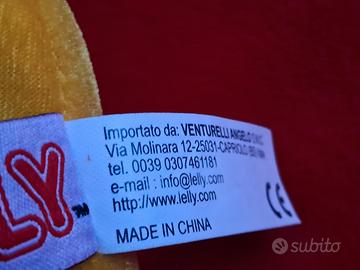 LLY
TM
Importato da: VENTURELLI ANGELO
Via Molinara 12-25031-CAPRIOLO
tel. 0039 0307461181
e-mail : info@lelly.com
http://www.lelly.com
MADE IN CHINA
CE
subito